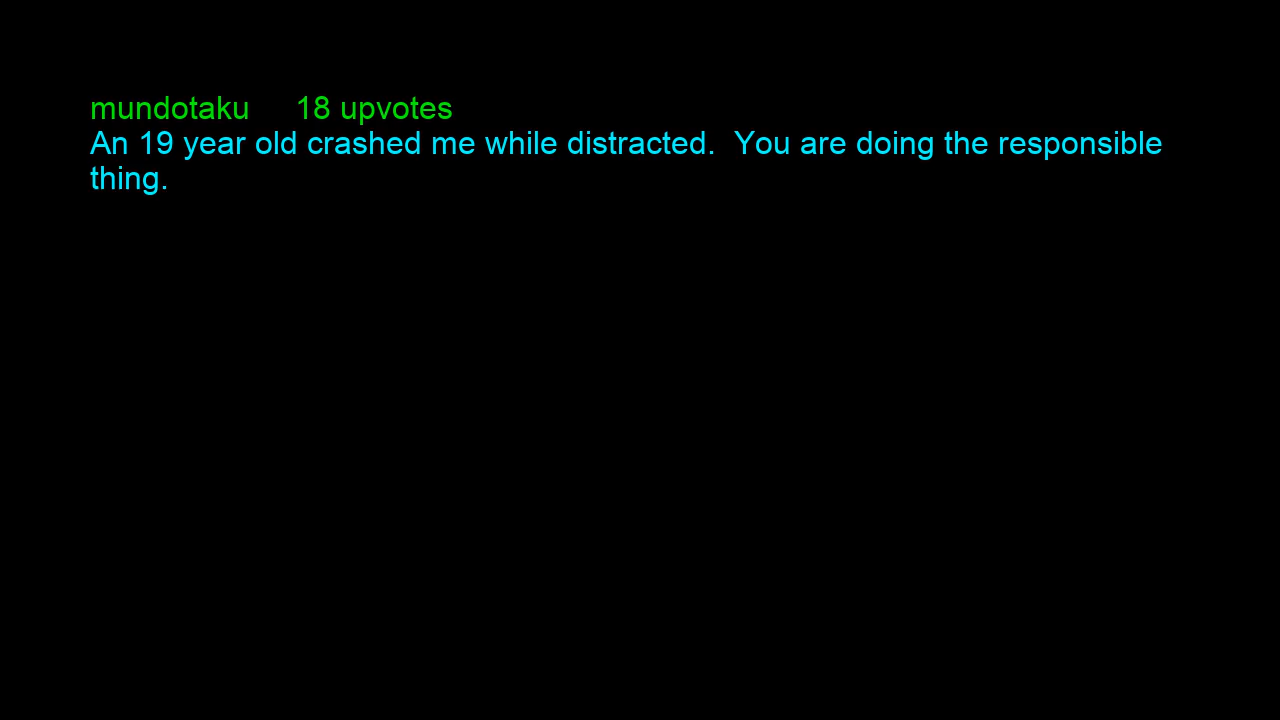 mundotaku     18 upvotes
An 19 year old crashed me while distracted.  You are doing the responsible
thing.